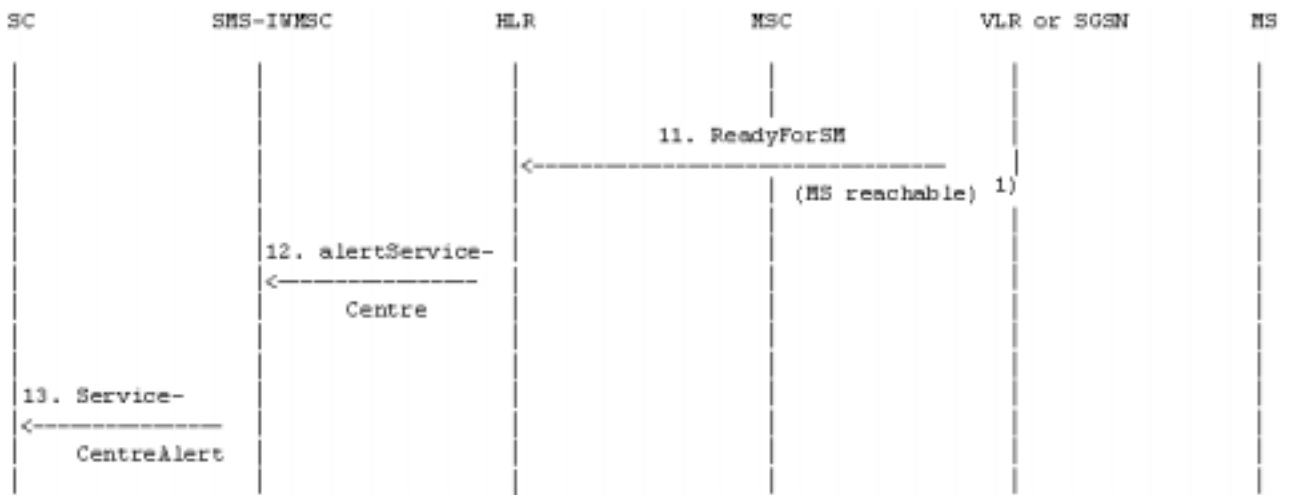 SC SMS-IWMSC HLR MSC VLR or SGSN MS
11. ReadyForSM
(MS reachable) 1)
12. alertService-
Centre
13. Service-
CentreAlert